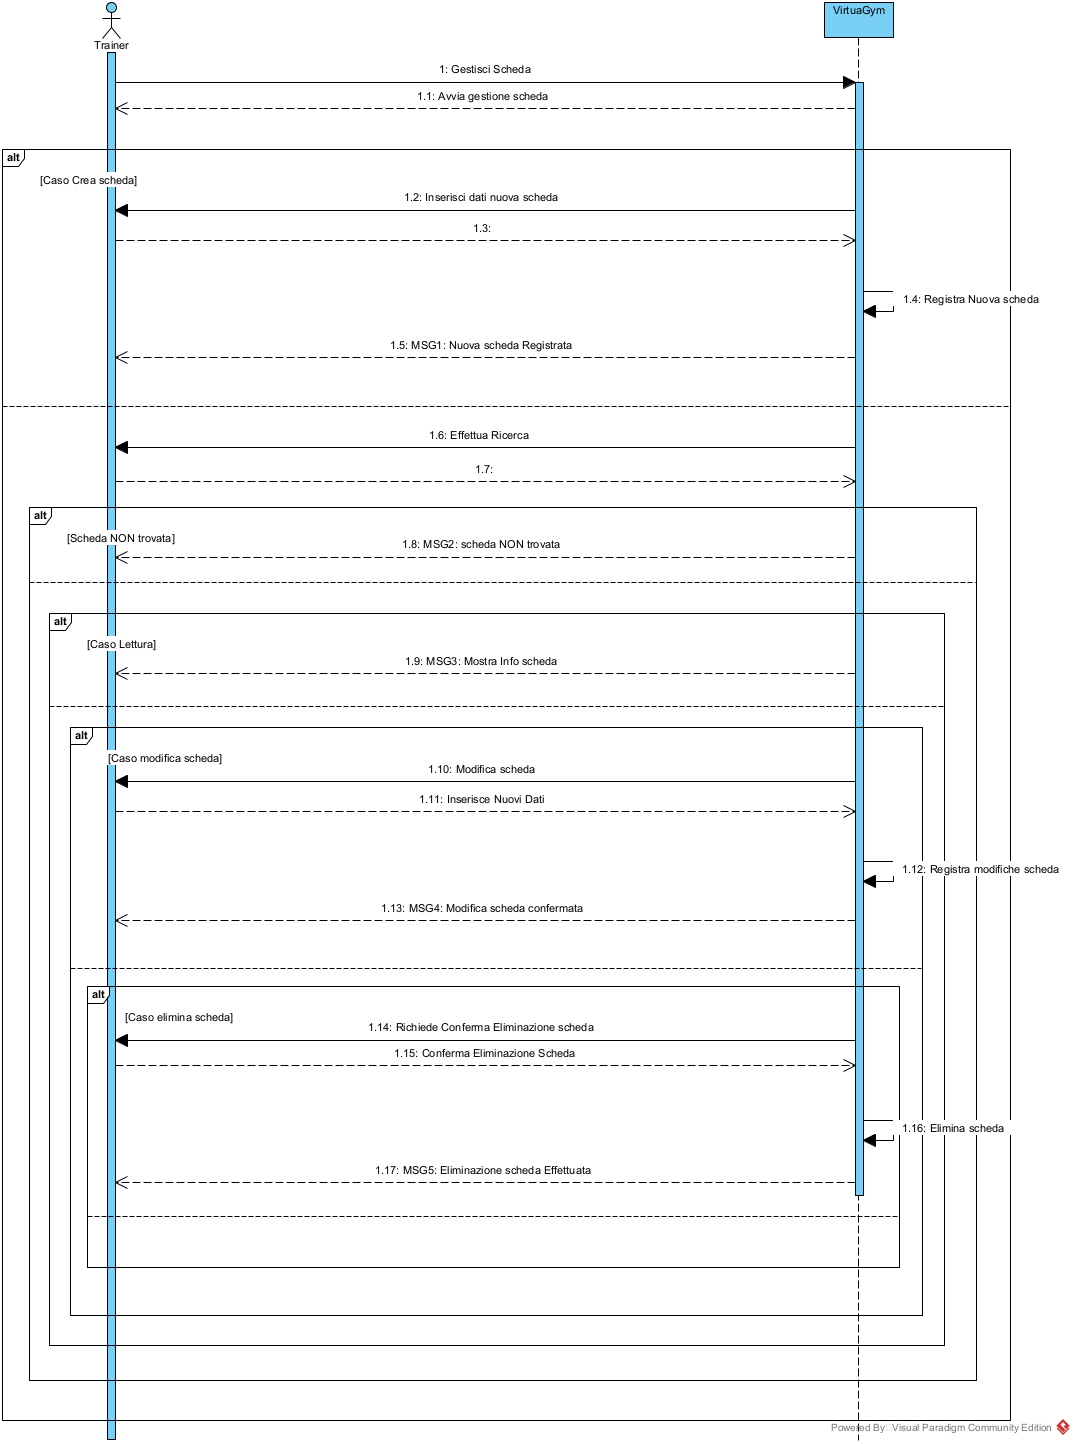 Trainer
VirtuaGym
1: Gestisci Scheda
1.1: Avvia gestione scheda
alt
[Caso Crea scheda]
1.2: Inserisci dati nuova scheda
1.3:
1.4: Registra Nuova scheda
1.5: MSG1: Nuova scheda Registrata
1.6: Effettua Ricerca
1.7:
alt
[Scheda NON trovata]
1.8: MSG2: scheda NON trovata
alt
[Caso Lettura]
1.9: MSG3: Mostra Info scheda
alt
[Caso modifica scheda]
1.10: Modifica scheda
1.11: Inserisce Nuovi Dati
1.12: Registra modifiche scheda
1.13: MSG4: Modifica scheda confermata
alt
[Caso elimina scheda]
1.14: Richiede Conferma Eliminazione scheda
1.15: Conferma Eliminazione Scheda
1.16: Elimina scheda
1.17: MSG5: Eliminazione scheda Effettuata
Powered By Visual Paradigm Community Edition